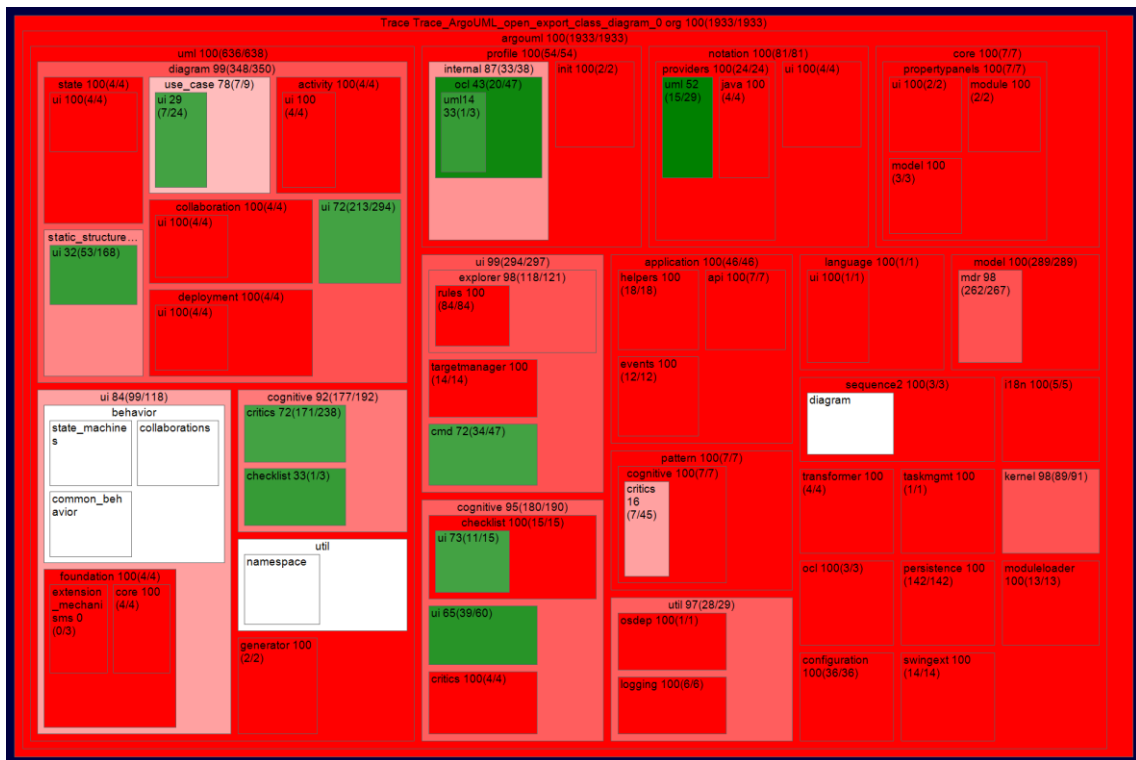 Trace Trace_ArgoUML_open_export_class_diagram_0 org 100(1933/1933)
argouml 100(1933/1933)
uml 100(636/638)
diagram 99(348/350)
state 100(4/4)
ui 100(4/4)
use_case 78(7/9)
ui 29
(7/24)
activity 100(4/4)
ui 100
(4/4)
collaboration 100(4/4)
ui 100(4/4)
ui 72(213/294)
static_structure...
ui 32(53/168)
deployment 100(4/4)
ui 100(4/4)
ui 84(99/118)
behavior
state_machine
s
collaborations
common_beh
avior
foundation 100(4/4)
extension
_mechani
sms 0
(0/3)
core 100
(4/4)
cognitive 92(177/192)
critics 72(171/238)
checklist 33(1/3)
util
namespace
generator 100
(2/2)
profile 100(54/54)
internal 87(33/38)
ocl 43(20/47)
uml14
33(1/3)
init 100(2/2)
notation 100(81/81)
providers 100(24/24)
uml 52
(15/29)
java 100
(4/4)
ui 100(4/4)
core 100(7/7)
propertypanels 100(7/7)
ui 100(2/2)
module 100
(2/2)
model 100
(3/3)
ui 99(294/297)
explorer 98(118/121)
rules 100
(84/84)
targetmanager 100
(14/14)
cmd 72(34/47)
cognitive 95(180/190)
checklist 100(15/15)
ui 73(11/15)
ui 65(39/60)
critics 100(4/4)
application 100(46/46)
helpers 100
(18/18)
api 100(7/7)
events 100
(12/12)
pattern 100(7/7)
cognitive 100(7/7)
critics
16
(7/45)
util 97(28/29)
osdep 100(1/1)
logging 100(6/6)
language 100(1/1)
ui 100(1/1)
model 100(289/289)
mdr 98
(262/267)
sequence2 100(3/3)
diagram
i18n 100(5/5)
transformer 100
(4/4)
taskmgmt 100
(1/1)
kernel 98(89/91)
ocl 100(3/3)
persistence 100
(142/142)
moduleloader
100(13/13)
configuration
100(36/36)
swingext 100
(14/14)